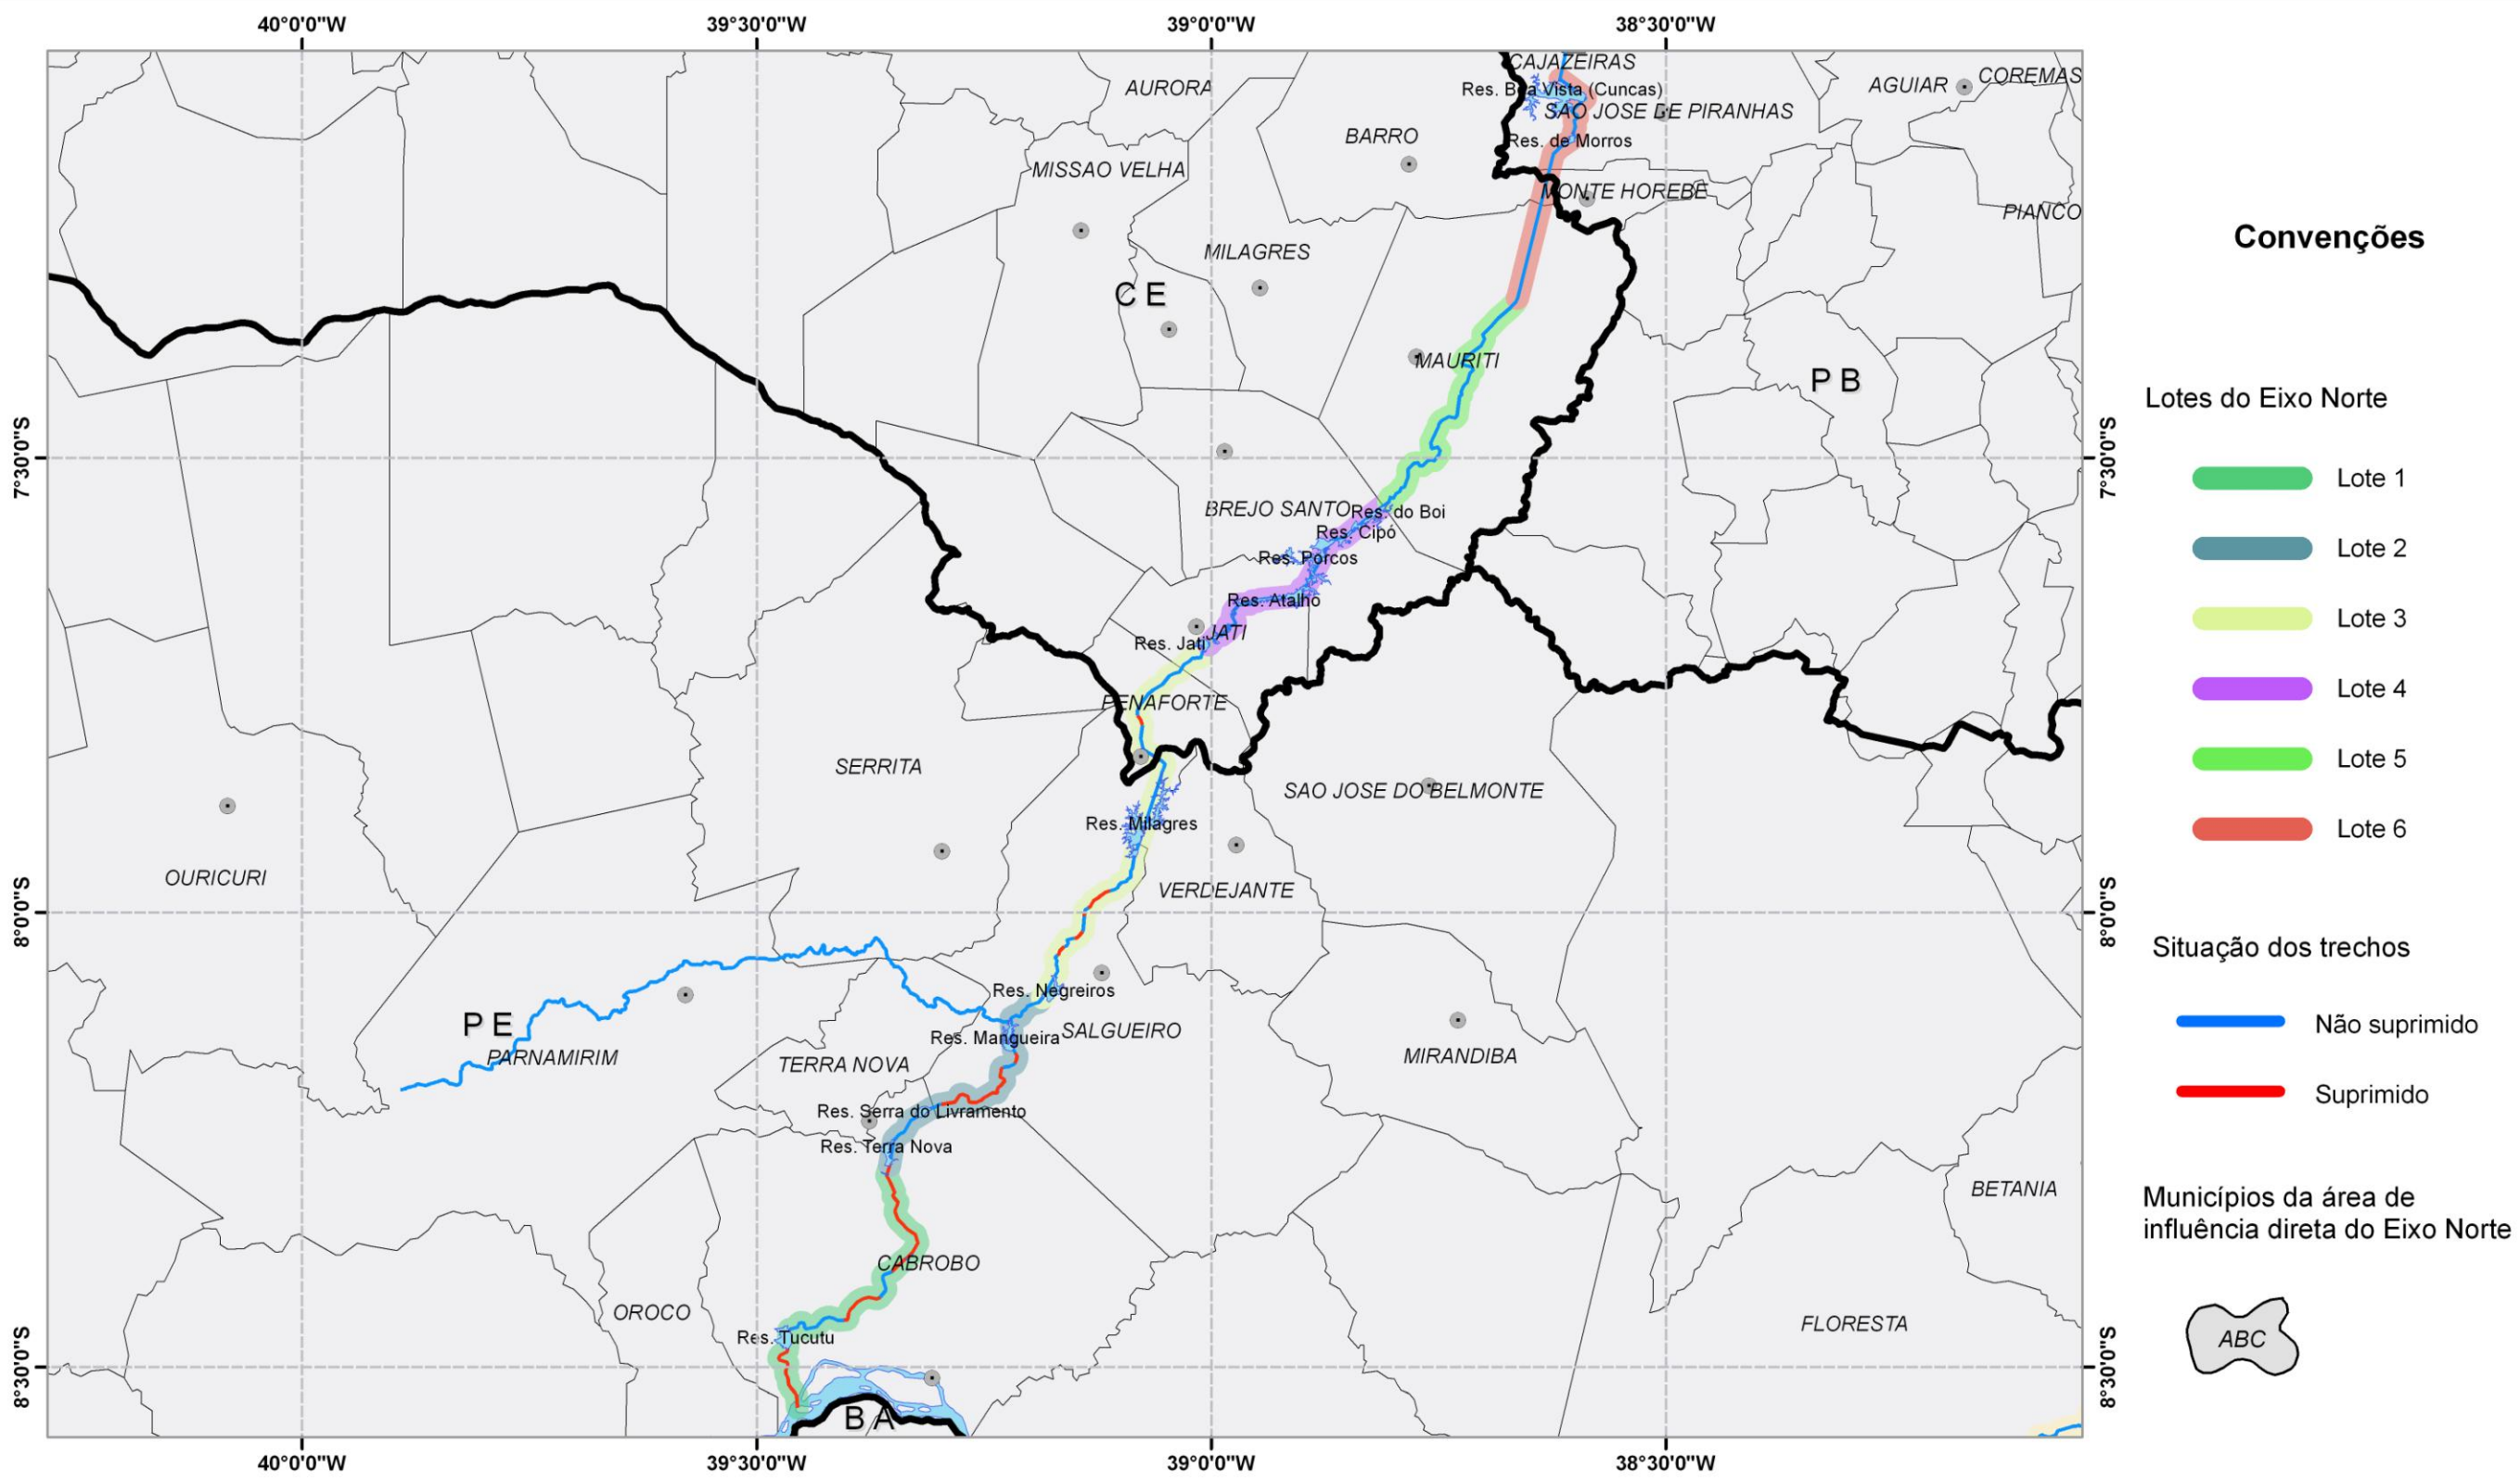 40°0'0"W
39°30'0"W
39°0'0"W
38°30'0"W
CAJAZEIRAS
AURORA
AGUIAR
COREMAS
Res. Boa Vista (Cuncas)
SAO JOSE DE PIRANHAS
BARRO
Res. de Morros
MISSAO VELHA
MONTE HOREBE
PIANCO
MILAGRES
C E
MAURITI
P B
7°30'0"S
7°30'0"S
BREJO SANTO
Res. do Boi
Res. Cipó
Res. Porcos
Res. Atalho
JATI
Res. Jati
PENAFORTE
SERRITA
SAO JOSE DO BELMONTE
Res. Milagres
OURICURI
VERDEJANTE
8°0'0"S
8°0'0"S
Res. Negreiros
P E
SALGUEIRO
Res. Mangueira
PARNAMIRIM
TERRA NOVA
MIRANDIBA
Res. Serra do Livramento
Res. Terra Nova
BETANIA
CABROBO
OROCO
FLORESTA
Res. Tucutu
8°30'0"S
8°30'0"S
B A
40°0'0"W
39°30'0"W
39°0'0"W
38°30'0"W
Convenções
Lotes do Eixo Norte
Lote 1
Lote 2
Lote 3
Lote 4
Lote 5
Lote 6
Situação dos trechos
Não suprimido
Suprimido
Municípios da área de
influência direta do Eixo Norte
ABC